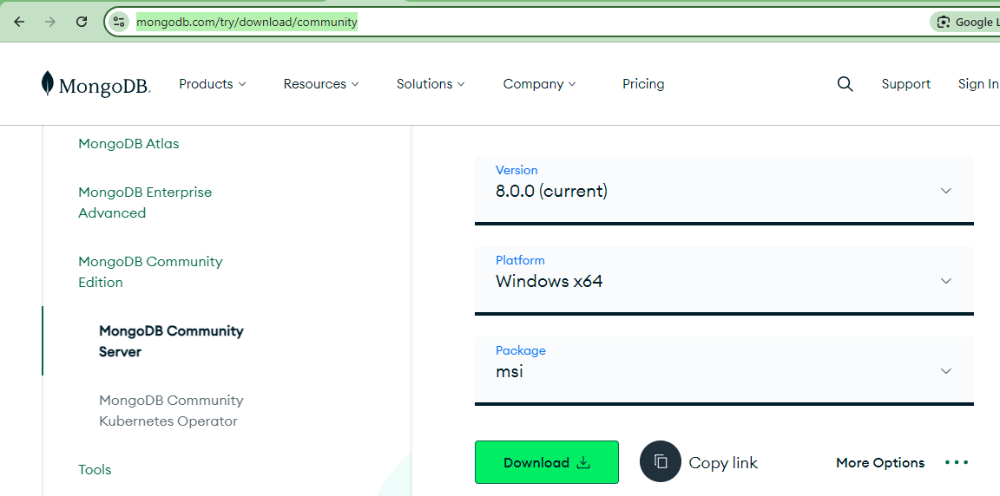 mongodb.com/try/download/community
Google L
MongoDB.
Products
Resources
Solutions
Company
Pricing
Support
Sign In
MongoDB Atlas
MongoDB Enterprise
Advanced
MongoDB Community
Edition
MongoDB Community
Server
MongoDB Community
Kubernetes Operator
Tools
Version
8.0.0 (current)
Platform
Windows x64
Package
msi
Download
Copy link
More Options